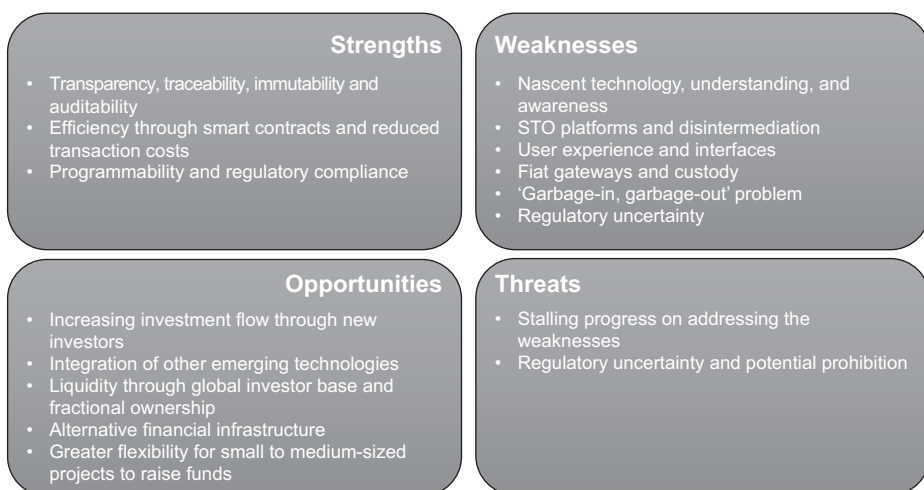 Strengths
• Transparency, traceability, immutability and
auditability
• Efficiency through smart contracts and reduced
transaction costs
• Programmability and regulatory compliance
Weaknesses
• Nascent technology, understanding, and
awareness
• STO platforms and disintermediation
• User experience and interfaces
• Fiat gateways and custody
• ‘Garbage-in, garbage-out’ problem
• Regulatory uncertainty
Opportunities
• Increasing investment flow through new
investors
• Integration of other emerging technologies
• Liquidity through global investor base and
fractional ownership
• Alternative financial infrastructure
• Greater flexibility for small to medium-sized
projects to raise funds
Threats
• Stalling progress on addressing the
weaknesses
• Regulatory uncertainty and potential prohibition